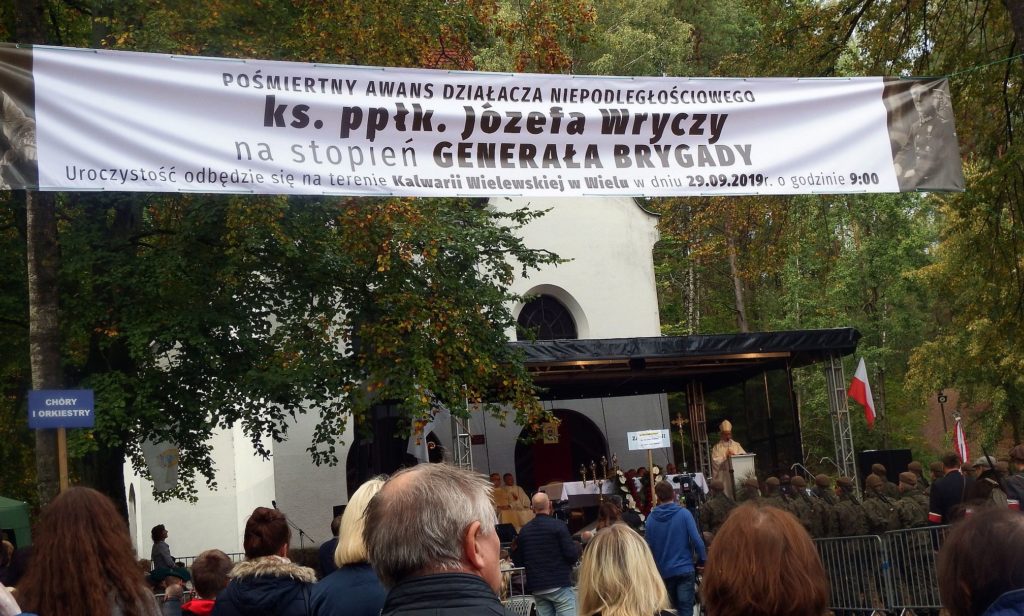 POŚMIERTNY AWANS DZIAŁACZA NIEPODLEGŁOŚCIOWEGO
ks. ppłk. Józefa Wryczy
na stopień GENERAŁA BRYGADY
Uroczystość odbędzie się na terenie Kalwarii Wielewskiej w Wielu w dniu 29.09.2019r. o godzinie 9:00
CHÓRY
I ORKIESTRY